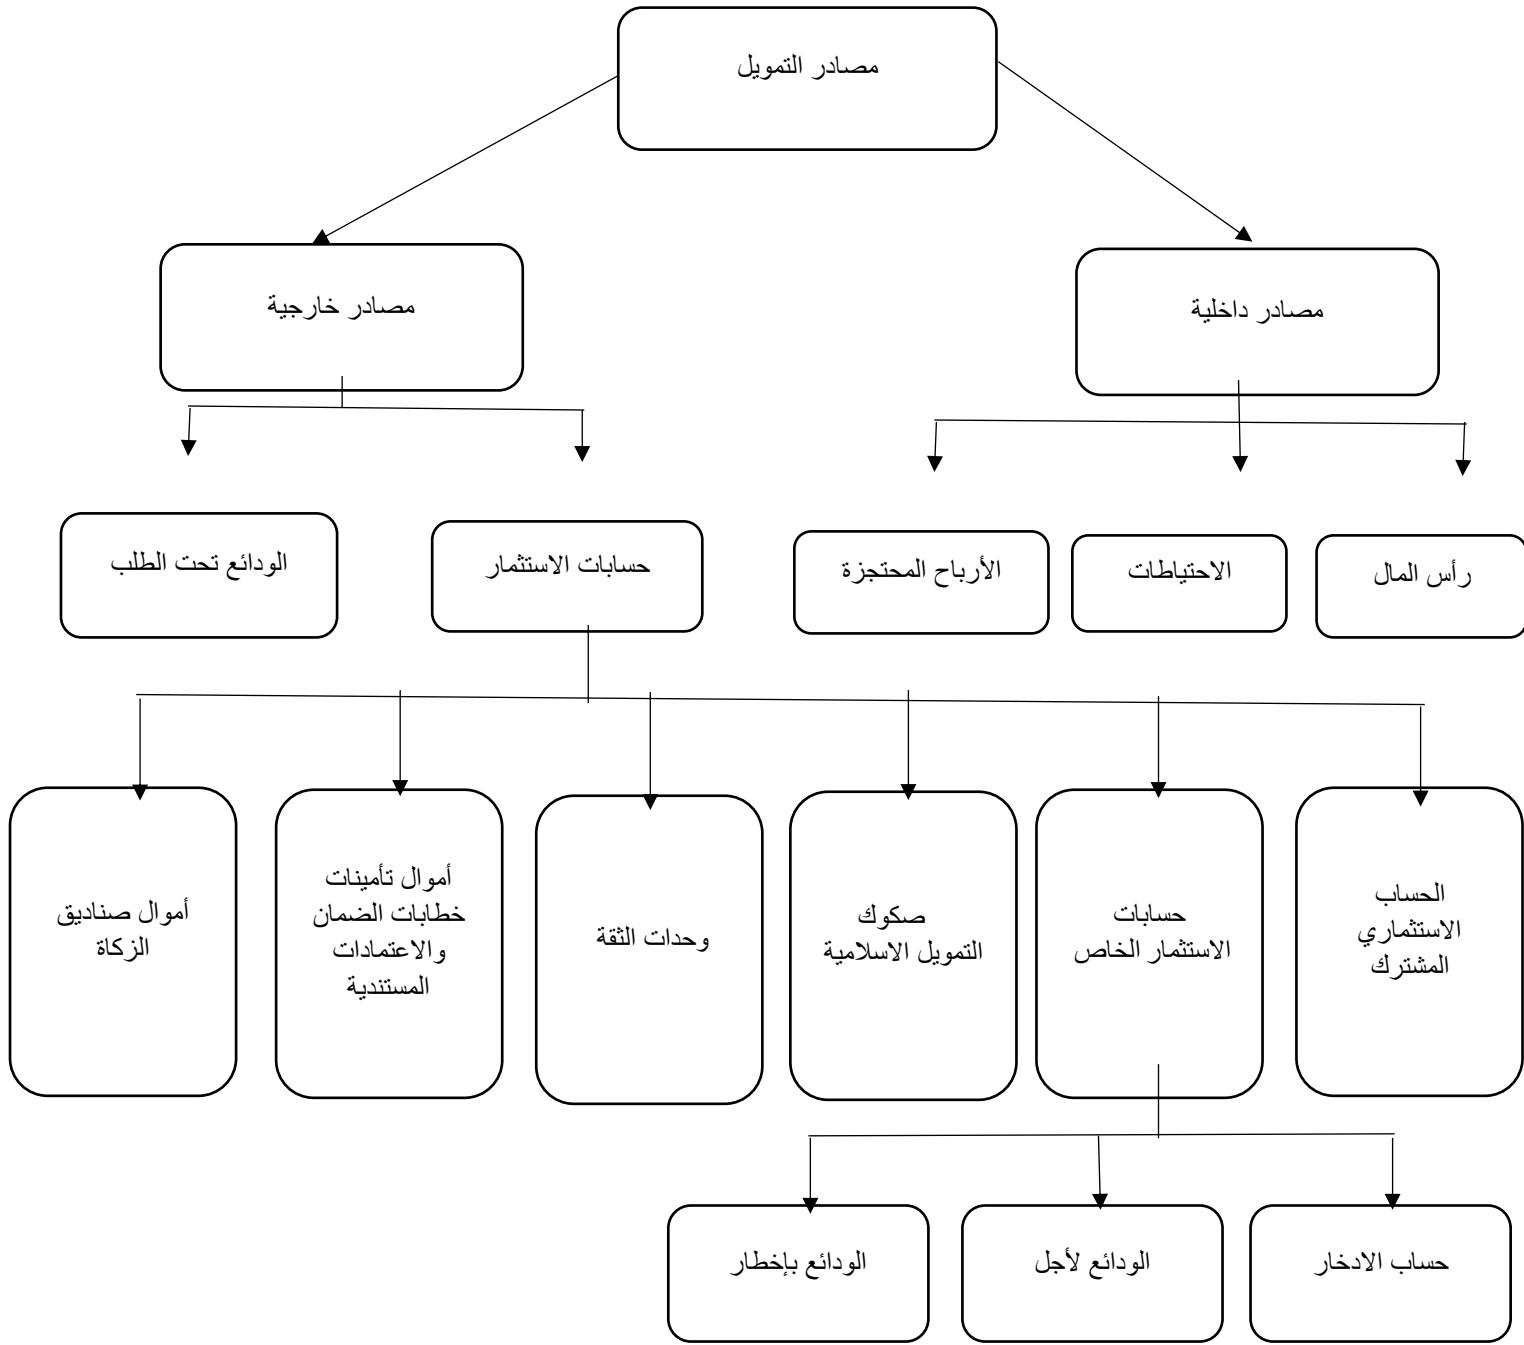 مصادر التمويل
مصادر داخلية
مصادر خارجية
رأس المال
الاحتياطات
الأرباح المحتجزة
حسابات الاستثمار
الودائع تحت الطلب
الحساب
الاستثماري
المشترك
حسابات
الاستثمار الخاص
صكوك
التمويل الاسلامية
وحدات الثقة
أموال تأمينات
خطابات الضمان
والاعتمادات
المستندية
أموال صناديق
الزكاة
حساب الادخار
الودائع لأجل
الودائع بإخطار